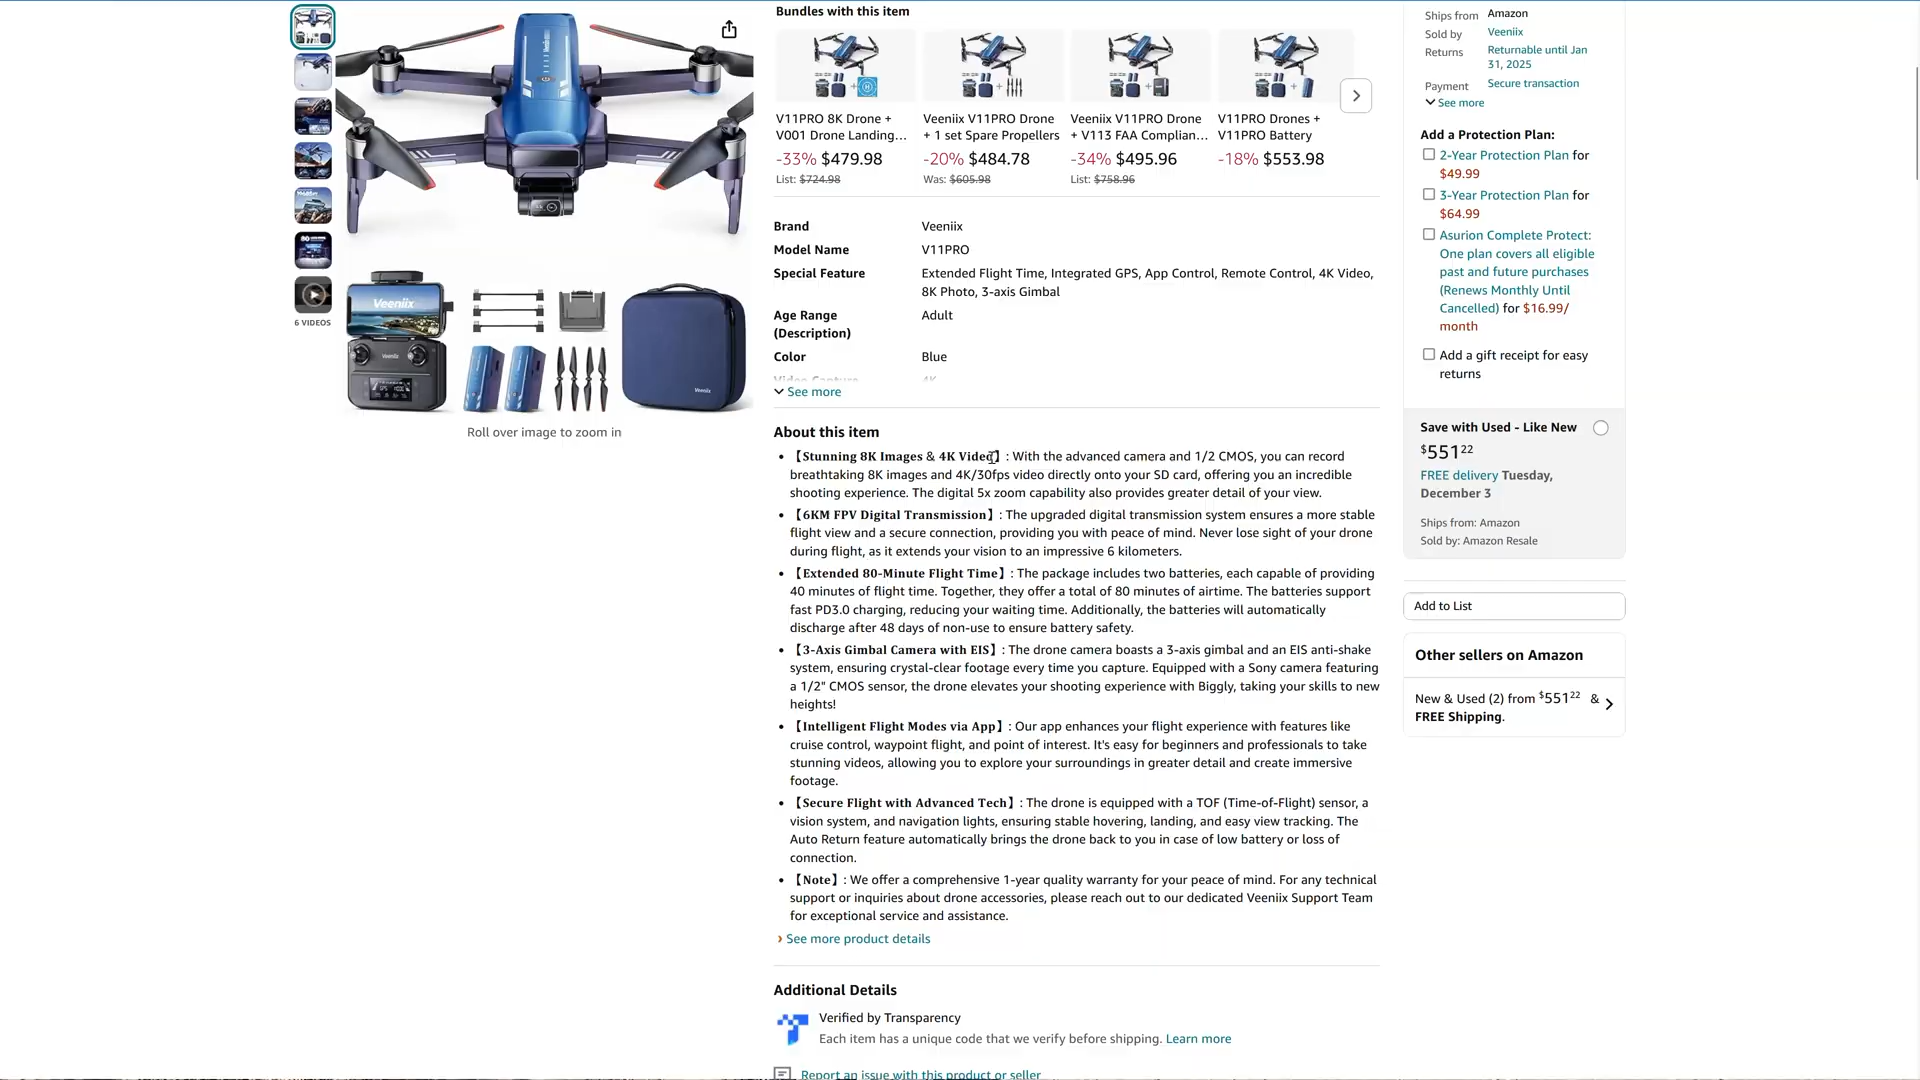 6 VIDEOS
Veeniix
Veeniix
Veeniix
Roll over image to zoom in
Bundles with this item
V11PRO 8K Drone +
V001 Drone Landing...
-33% $479.98
List: $724.98
Veeniix V11PRO Drone
+ 1 set Spare Propellers
-20% $484.78
Was: $605.98
Veeniix V11PRO Drone
+ V113 FAA Complian...
-34% $495.96
List: $758.96
V11PRO Drones +
V11PRO Battery
-18% $553.98
Brand Veeniix
Model Name V11PRO
Special Feature Extended Flight Time, Integrated GPS, App Control, Remote Control, 4K Video,
8K Photo, 3-axis Gimbal
Age Range Adult
(Description)
Color Blue
Video Capture 4K
See more
About this item
• 【Stunning 8K Images & 4K Video】: With the advanced camera and 1/2 CMOS, you can record
breathtaking 8K images and 4K/30fps video directly onto your SD card, offering you an incredible
shooting experience. The digital 5x zoom capability also provides greater detail of your view.
• 【6KM FPV Digital Transmission】: The upgraded digital transmission system ensures a more stable
flight view and a secure connection, providing you with peace of mind. Never lose sight of your drone
during flight, as it extends your vision to an impressive 6 kilometers.
• 【Extended 80-Minute Flight Time】: The package includes two batteries, each capable of providing
40 minutes of flight time. Together, they offer a total of 80 minutes of airtime. The batteries support
fast PD3.0 charging, reducing your waiting time. Additionally, the batteries will automatically
discharge after 48 days of non-use to ensure battery safety.
• 【3-Axis Gimbal Camera with EIS】: The drone camera boasts a 3-axis gimbal and an EIS anti-shake
system, ensuring crystal-clear footage every time you capture. Equipped with a Sony camera featuring
a 1/2" CMOS sensor, the drone elevates your shooting experience with Biggly, taking your skills to new
heights!
• 【Intelligent Flight Modes via App】: Our app enhances your flight experience with features like
cruise control, waypoint flight, and point of interest. It's easy for beginners and professionals to take
stunning videos, allowing you to explore your surroundings in greater detail and create immersive
footage.
• 【Secure Flight with Advanced Tech】: The drone is equipped with a TOF (Time-of-Flight) sensor, a
vision system, and navigation lights, ensuring stable hovering, landing, and easy view tracking. The
Auto Return feature automatically brings the drone back to you in case of low battery or loss of
connection.
• 【Note】: We offer a comprehensive 1-year quality warranty for your peace of mind. For any technical
support or inquiries about drone accessories, please reach out to our dedicated Veeniix Support Team
for exceptional service and assistance.
› See more product details
Additional Details
Verified by Transparency
Each item has a unique code that we verify before shipping. Learn more
Report an issue with this product or seller
Ships from Amazon
Sold by Veeniix
Returns Returnable until Jan
31, 2025
Payment Secure transaction
See more
Add a Protection Plan:
2-Year Protection Plan for
$49.99
3-Year Protection Plan for
$64.99
Asurion Complete Protect:
One plan covers all eligible
past and future purchases
(Renews Monthly Until
Cancelled) for $16.99/
month
Add a gift receipt for easy
returns
Save with Used - Like New
$551 22
FREE delivery Tuesday,
December 3
Ships from: Amazon
Sold by: Amazon Resale
Add to List
Other sellers on Amazon
New & Used (2) from $551 22 &
FREE Shipping.